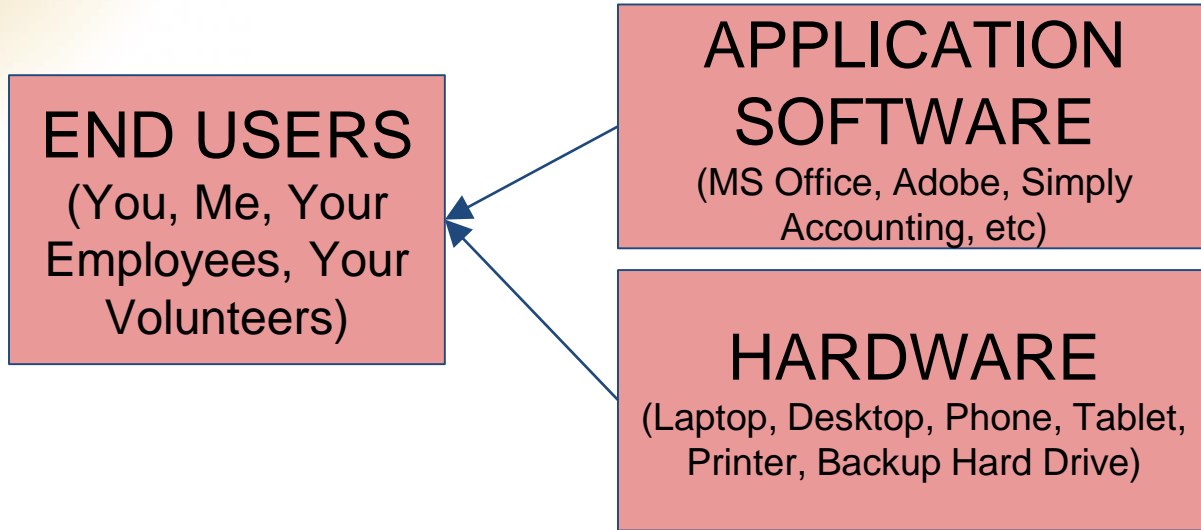 END USERS
(You, Me, Your
Employees, Your
Volunteers)
APPLICATION
SOFTWARE
(MS Office, Adobe, Simply
Accounting, etc)
HARDWARE
(Laptop, Desktop, Phone, Tablet,
Printer, Backup Hard Drive)